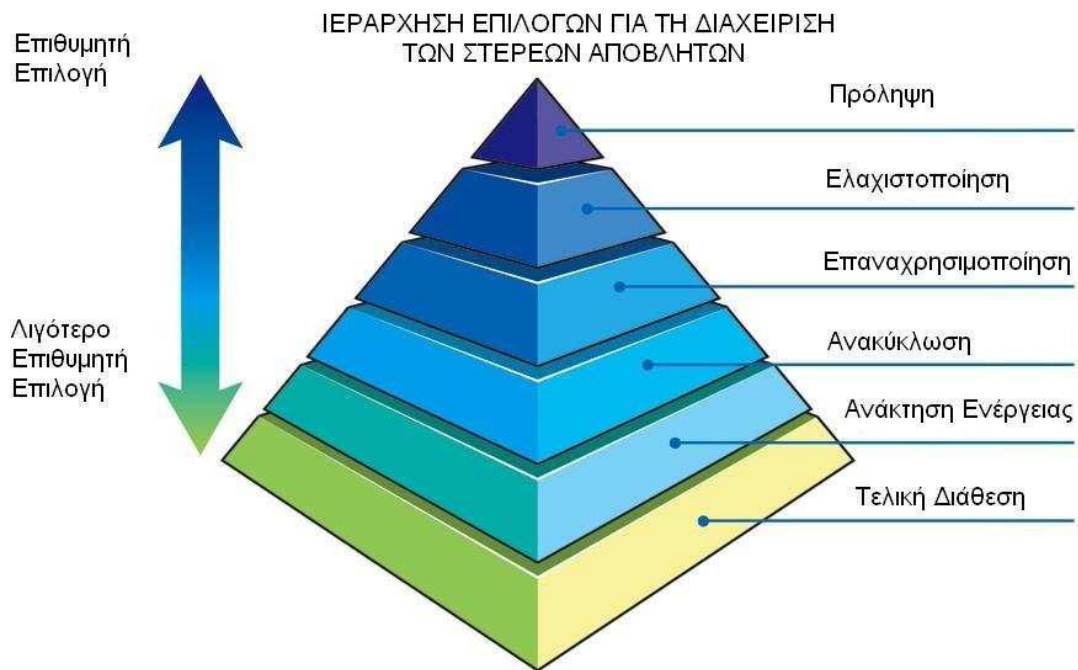 ΙΕΡΑΡΧΗΣΗ ΕΠΙΛΟΓΩΝ ΓΙΑ ΤΗ ΔΙΑΧΕΙΡΙΣΗ
ΤΩΝ ΣΤΕΡΕΩΝ ΑΠΟΒΛΗΤΩΝ
Επιθυμητή
Επιλογή
Πρόληψη
Ελαχιστοποίηση
Επαναχρησιμοποίηση
Λιγότερο
Επιθυμητή
Επιλογή
Ανακύκλωση
Ανάκτηση Ενέργειας
Τελική Διάθεση